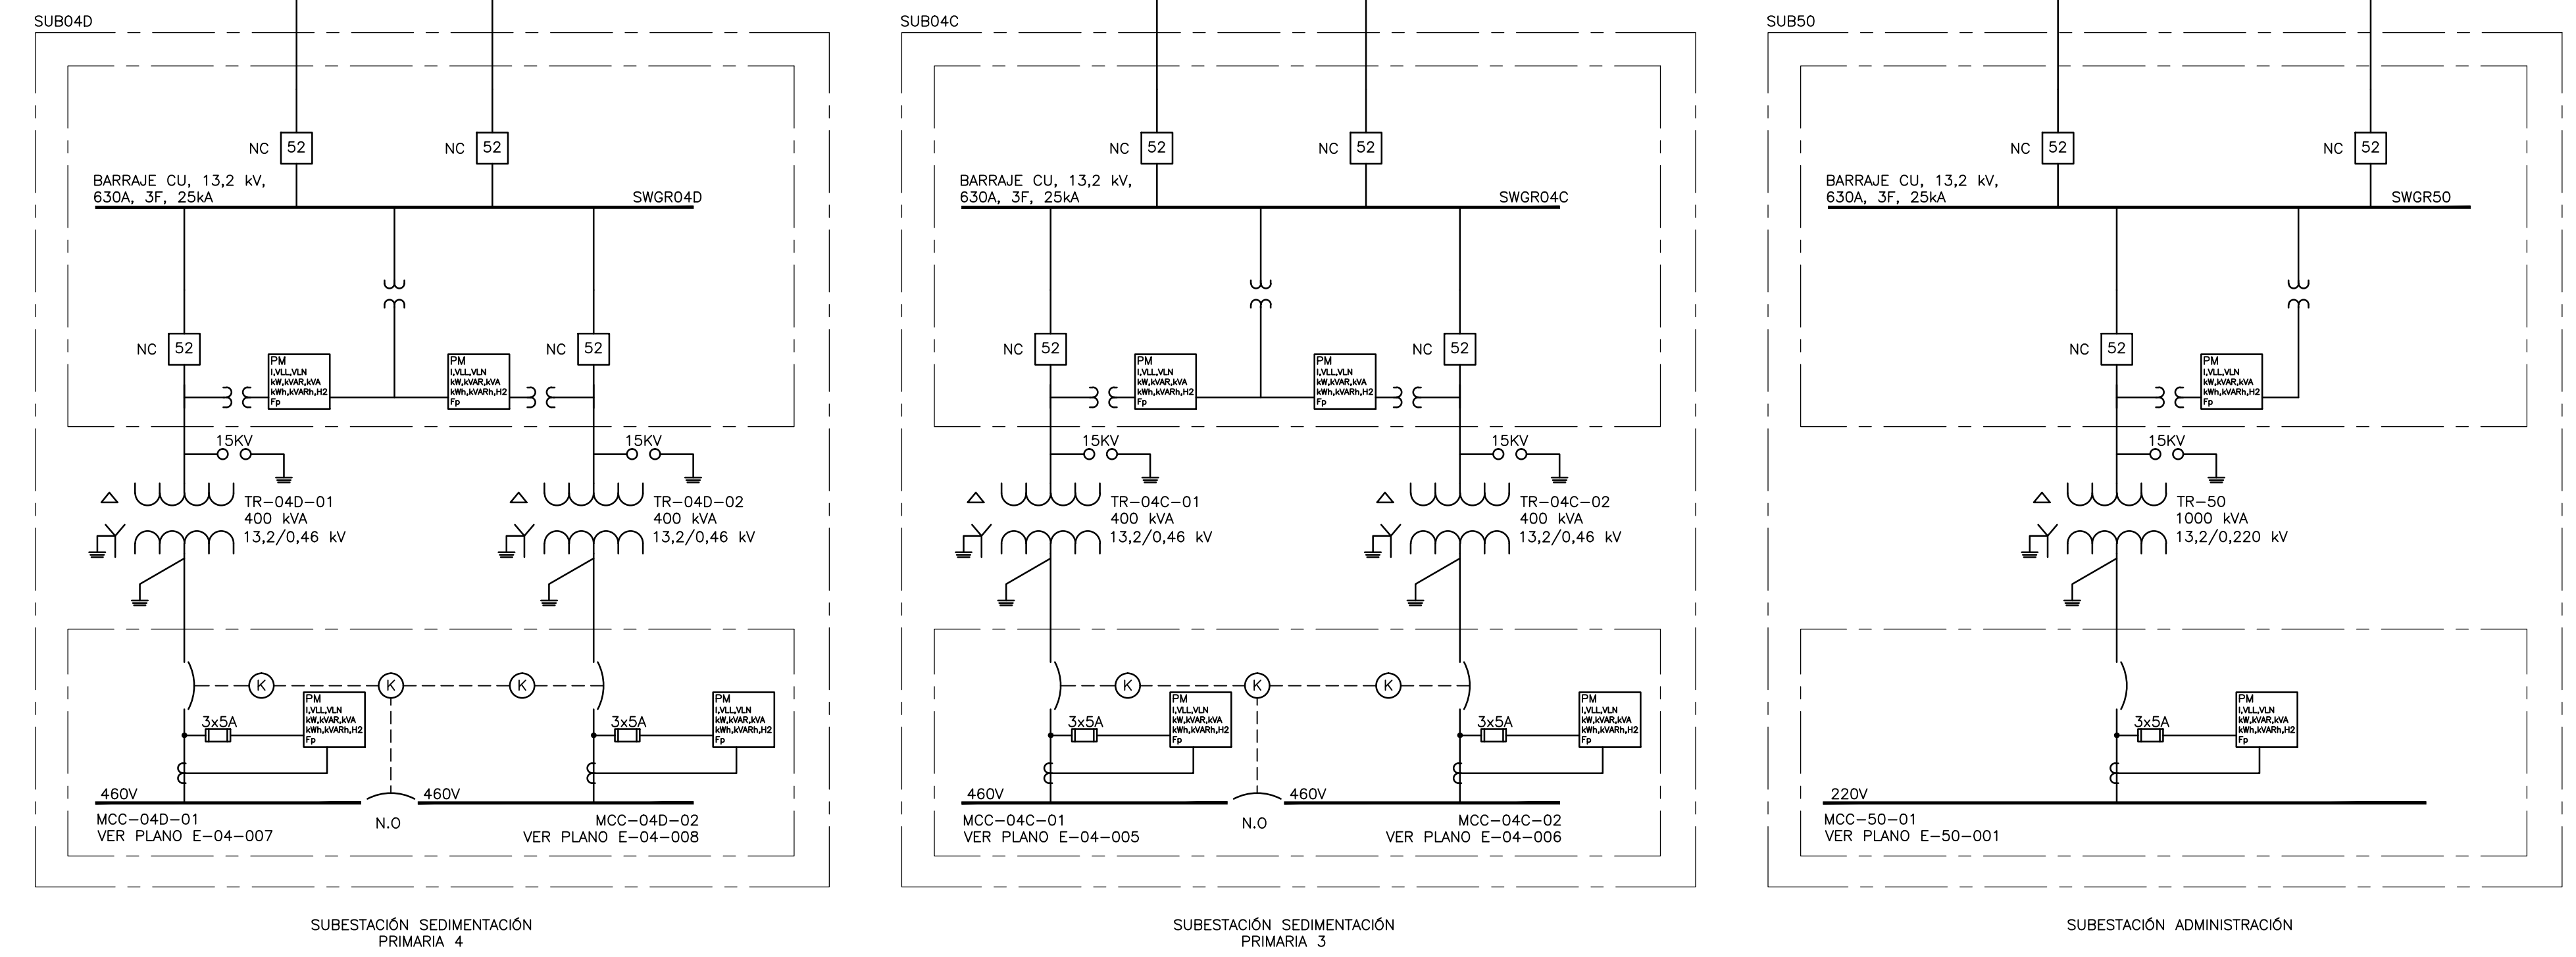 SUB04D
NC
52
NC
52
BARRAJE CU, 13,2 kV,
630A, 3F, 25kA
SWGR04D
NC
52
PM
I,VLL,VLN
kW,kVAR,kVA
kWh,kVARh,H2
Fp
PM
I,VLL,VLN
kW,kVAR,kVA
kWh,kVARh,H2
Fp
NC
52
15KV
15KV
TR-04D-01
400 kVA
13,2/0,46 kV
TR-04D-02
400 kVA
13,2/0,46 kV
K
K
K
3x5A
PM
I,VLL,VLN
kW,kVAR,kVA
kWh,kVARh,H2
Fp
3x5A
PM
I,VLL,VLN
kW,kVAR,kVA
kWh,kVARh,H2
Fp
460V
460V
MCC-04D-01
VER PLANO E-04-007
N.O
MCC-04D-02
VER PLANO E-04-008
SUBESTACIÓN SEDIMENTACIÓN
PRIMARIA 4
SUB04C
NC
52
NC
52
BARRAJE CU, 13,2 kV,
630A, 3F, 25kA
SWGR04C
NC
52
PM
I,VLL,VLN
kW,kVAR,kVA
kWh,kVARh,H2
Fp
PM
I,VLL,VLN
kW,kVAR,kVA
kWh,kVARh,H2
Fp
NC
52
15KV
15KV
TR-04C-01
400 kVA
13,2/0,46 kV
TR-04C-02
400 kVA
13,2/0,46 kV
K
K
K
3x5A
PM
I,VLL,VLN
kW,kVAR,kVA
kWh,kVARh,H2
Fp
3x5A
PM
I,VLL,VLN
kW,kVAR,kVA
kWh,kVARh,H2
Fp
460V
460V
MCC-04C-01
VER PLANO E-04-005
N.O
MCC-04C-02
VER PLANO E-04-006
SUBESTACIÓN SEDIMENTACIÓN
PRIMARIA 3
SUB50
NC
52
NC
52
BARRAJE CU, 13,2 kV,
630A, 3F, 25kA
SWGR50
NC
52
PM
I,VLL,VLN
kW,kVAR,kVA
kWh,kVARh,H2
Fp
15KV
TR-50
1000 kVA
13,2/0,220 kV
3x5A
PM
I,VLL,VLN
kW,kVAR,kVA
kWh,kVARh,H2
Fp
220V
MCC-50-01
VER PLANO E-50-001
SUBESTACIÓN ADMINISTRACIÓN